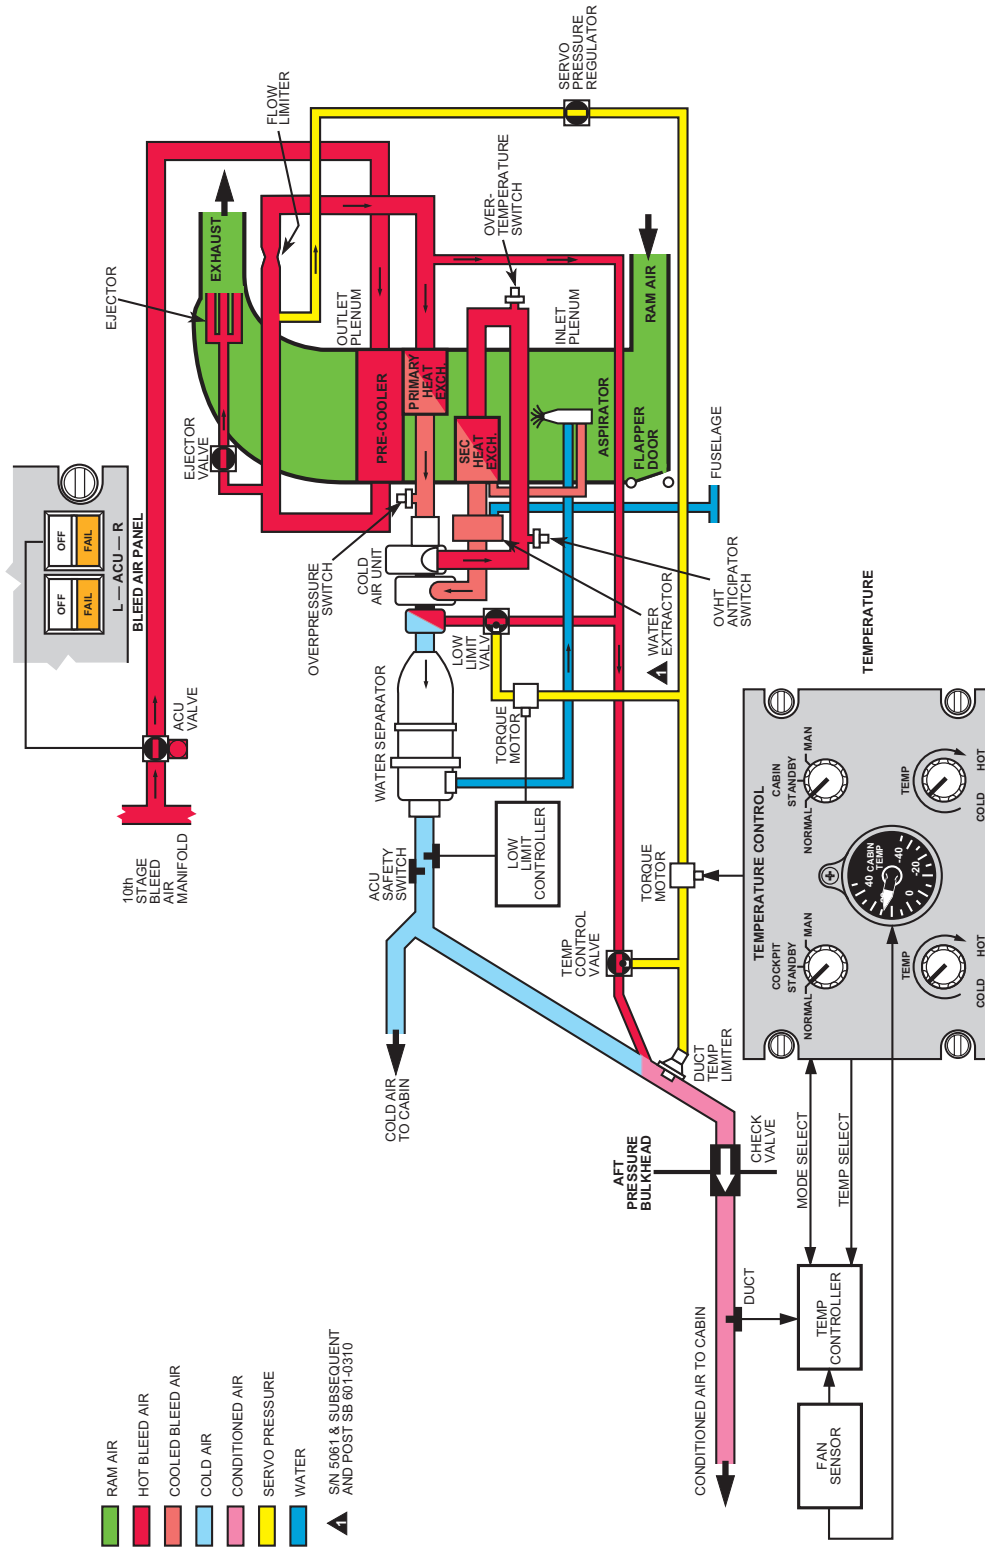 RAM AIR
HOT BLEED AIR
COOLED BLEED AIR
COLD AIR
CONDITIONED AIR
SERVO PRESSURE
WATER
1
S/N 5061 & SUBSEQUENT
AND POST SB 601-0310
10th
STAGE
BLEED
AIR
MANIFOLD
ACU
VALVE
OFF
FAIL
OFF
FAIL
L — ACU — R
BLEED AIR PANEL
EJECTOR
VALVE
EJECTOR
EXHAUST
FLOW
LIMITER
OUTLET
PLENUM
PRE-COOLER
PRIMARY
HEAT
EXCH.
SEC
HEAT
EXCH.
OVER-
TEMPERATURE
SWITCH
INLET
PLENUM
SERVO
PRESSURE
REGULATOR
RAM AIR
ASPIRATOR
FLAPPER
DOOR
FUSELAGE
OVERPRESSURE
SWITCH
COLD
AIR UNIT
WATER SEPARATOR
ACU
SAFETY
SWITCH
COLD AIR
TO CABIN
LOW
LIMIT
VALV
TORQUE
MOTOR
LOW
LIMIT
CONTROLLER
1
WATER
EXTRACTOR
OVHT
ANTICIPATOR
SWITCH
TEMP
CONTROL
VALVE
TORQUE
MOTOR
DUCT
TEMP
LIMITER
AFT
PRESSURE
BULKHEAD
CHECK
VALVE
CONDITIONED AIR TO CABIN
DUCT
MODE SELECT
TEMP SELECT
TEMP
CONTROLLER
FAN
SENSOR
TEMPERATURE CONTROL
COCKPIT
STANDBY
NORMAL
MAN
CABIN
STANDBY
NORMAL
MAN
40 CABIN
TEMP
0
-20
-40
TEMP
COLD
HOT
TEMP
COLD
HOT
TEMPERATURE